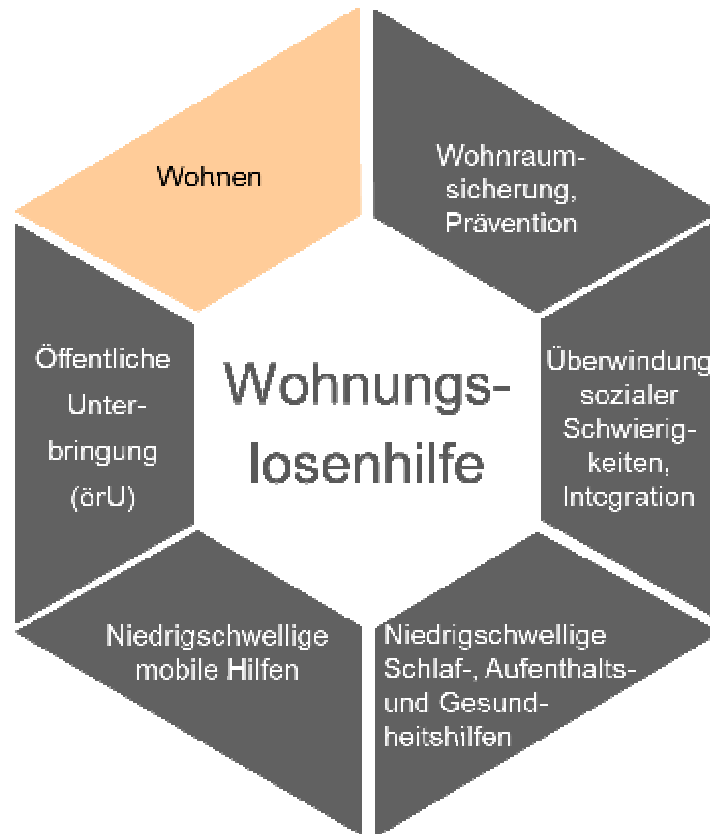 Wohnen
Wohnraum-
sicherung,
Prävention
Öffentliche
Unter-
bringung
(örU)
Wohnungs-
losenhilfe
Überwindung
sozialer
Schwierig-
keiten,
Integration
Niedrigschwellige
mobile Hilfen
Niedrigschwellige
Schlaf-, Aufenthalts-
und Gesund-
heitshilfen